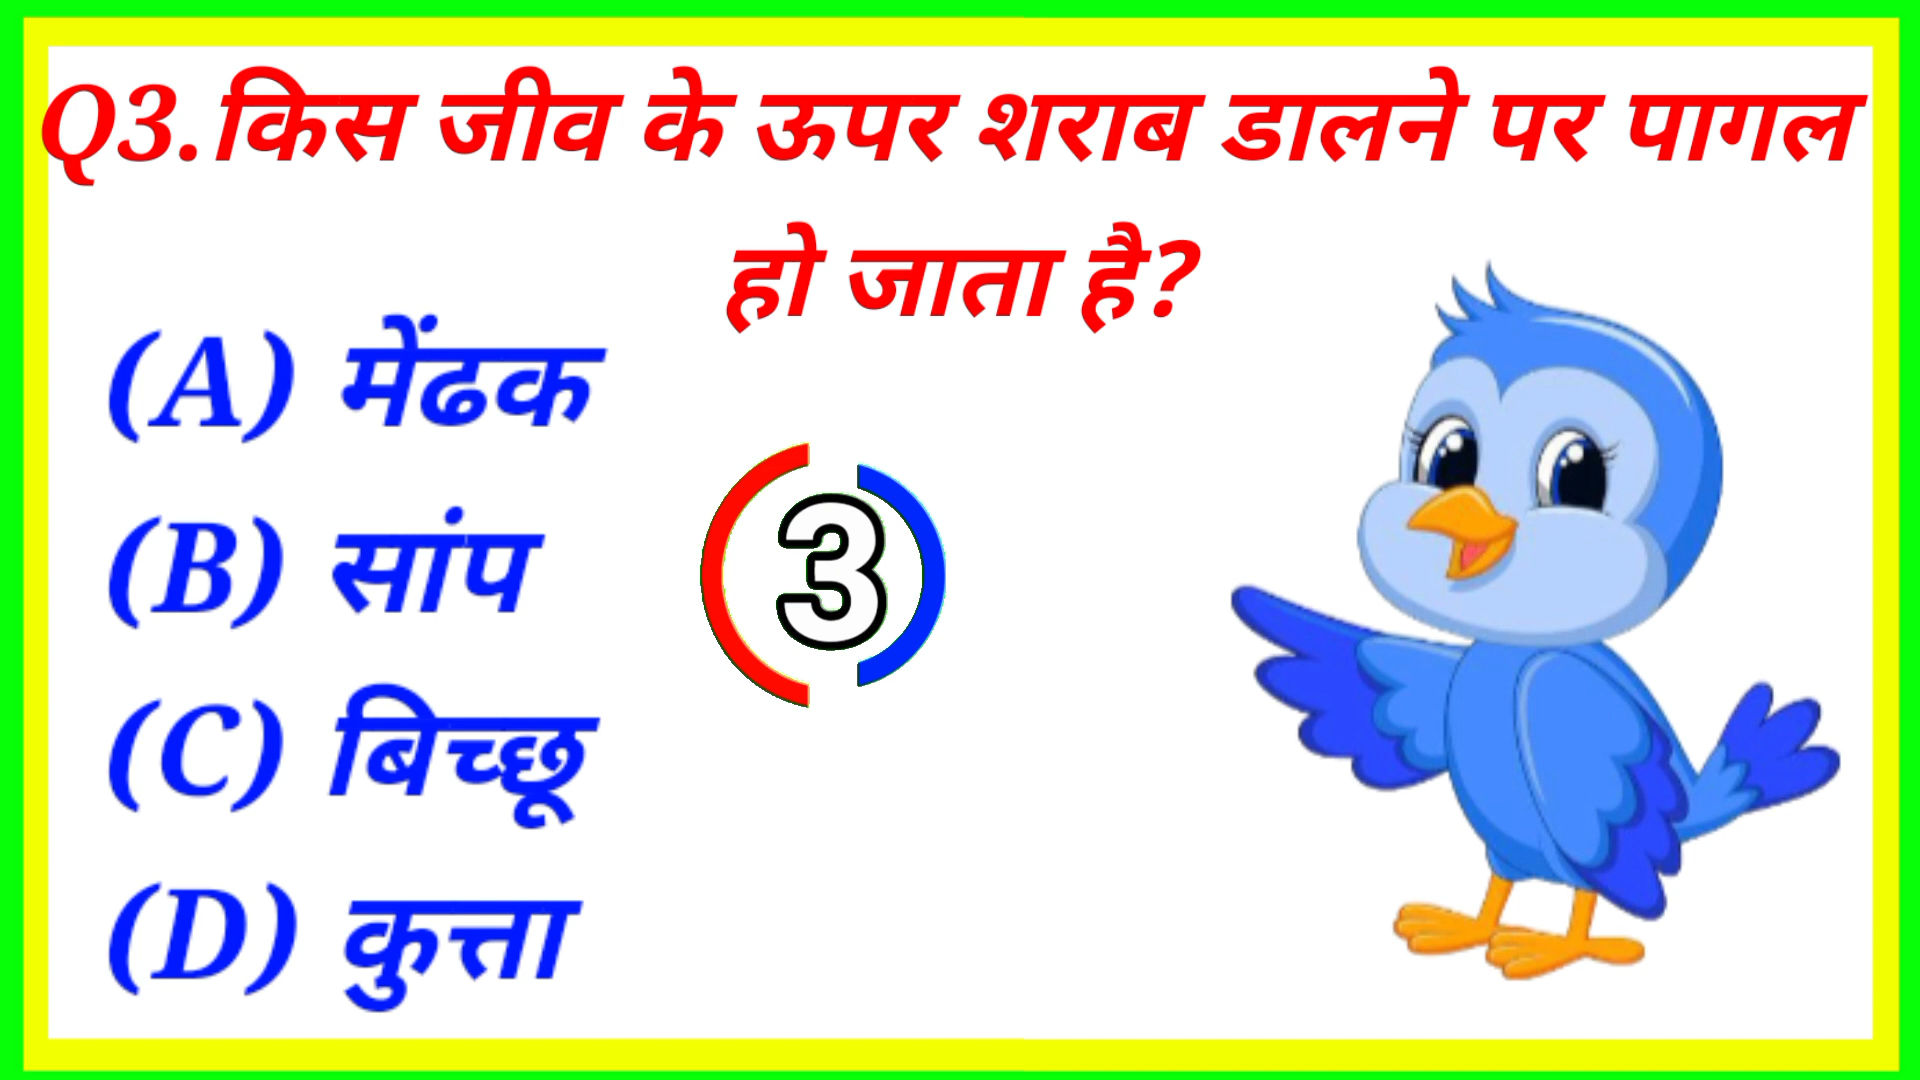 Q3.किस जीव के ऊपर शराब डालने पर पागल
हो जाता है?
(A) मेंढक
(B) सांप
(C) बिच्छू
(D) कुत्ता
3